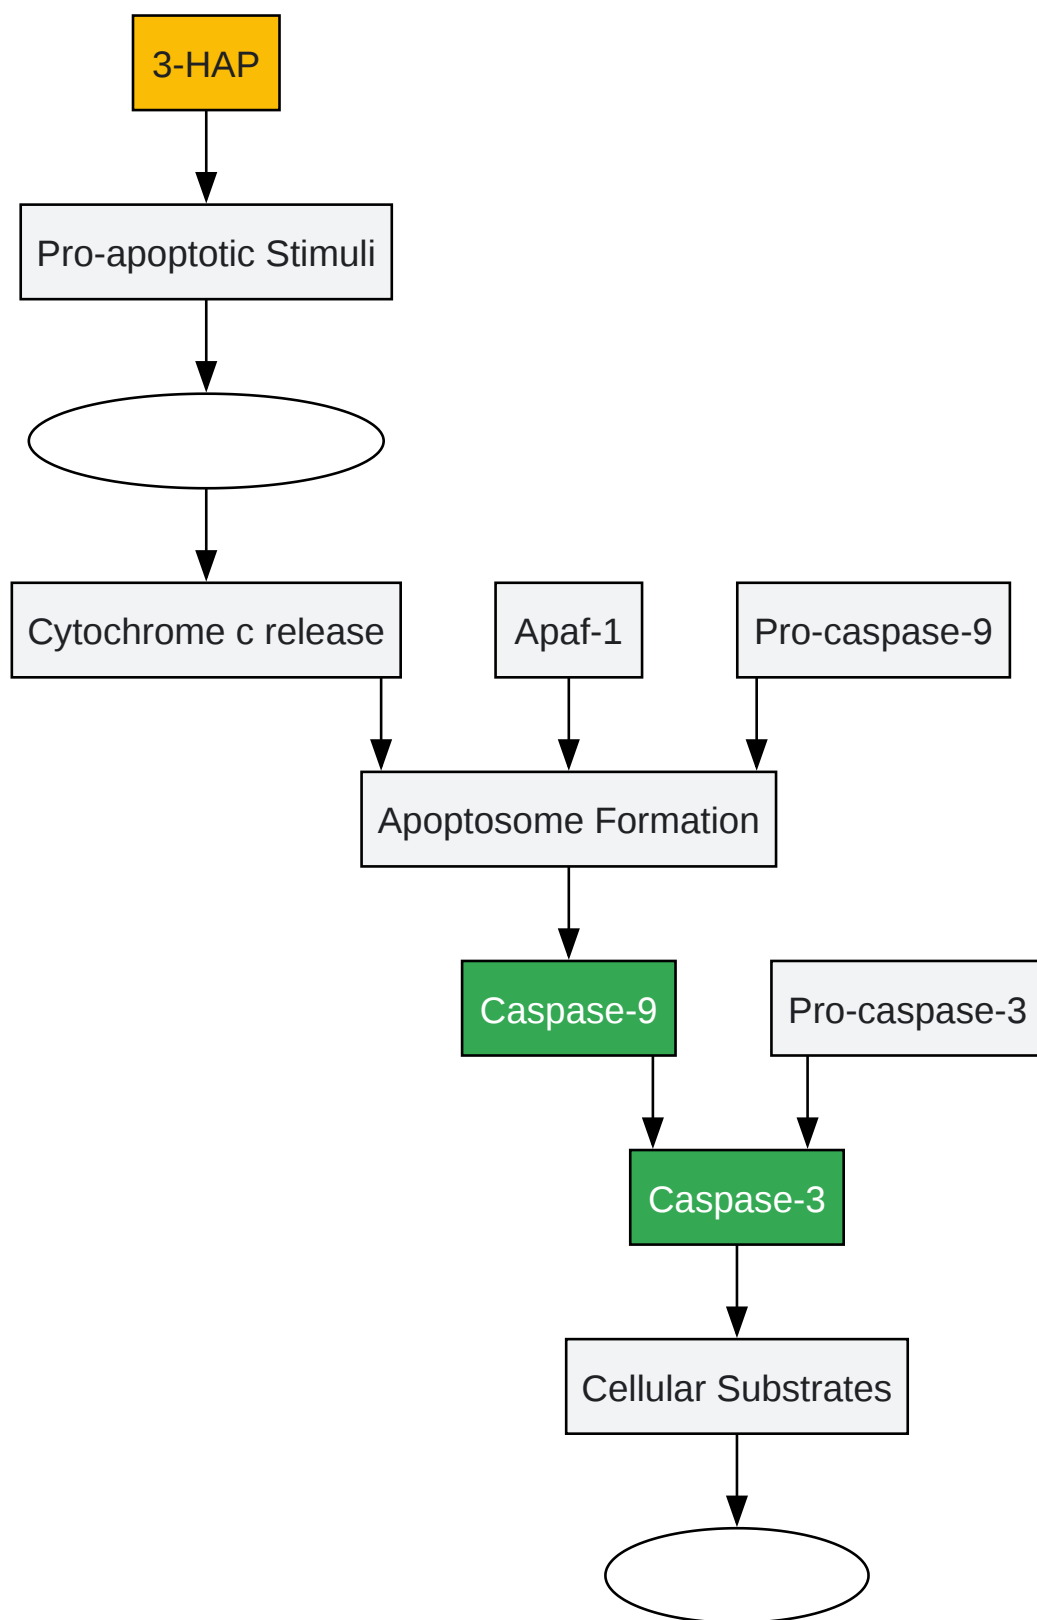 3-HAP
Pro-apoptotic Stimuli
Cytochrome c release
Apaf-1
Pro-caspase-9
Apoptosome Formation
Caspase-9
Pro-caspase-3
Caspase-3
Cellular Substrates